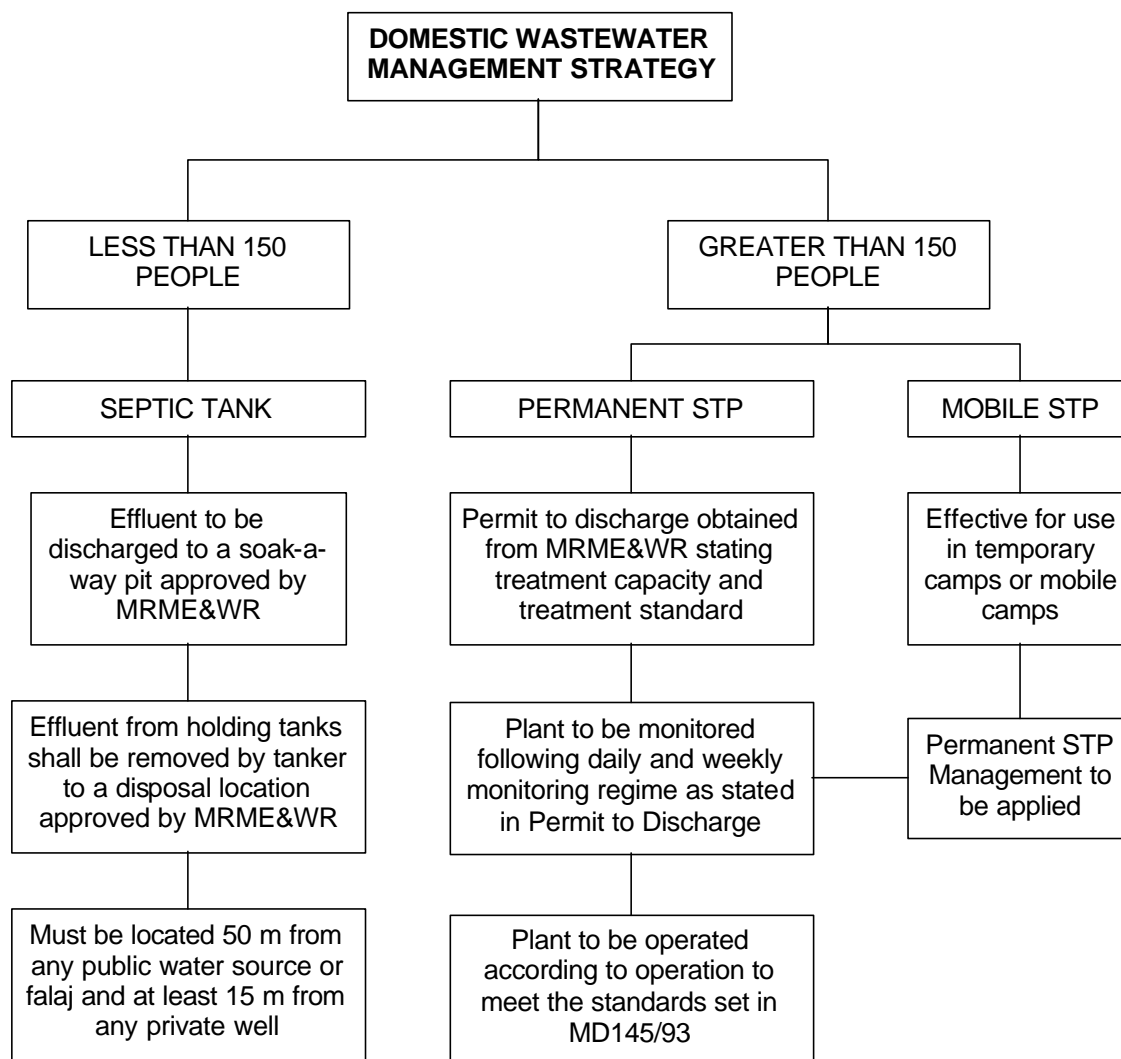 DOMESTIC WASTEWATER
MANAGEMENT STRATEGY
LESS THAN 150
PEOPLE
GREATER THAN 150
PEOPLE
SEPTIC TANK
PERMANENT STP
MOBILE STP
Effluent to be
discharged to a soak-a-
way pit approved by
MRME&WR
Permit to discharge obtained
from MRME&WR stating
treatment capacity and
treatment standard
Effective for use
in temporary
camps or mobile
camps
Effluent from holding tanks
shall be removed by tanker
to a disposal location
approved by MRME&WR
Plant to be monitored
following daily and weekly
monitoring regime as stated
in Permit to Discharge
Permanent STP
Management to
be applied
Must be located 50 m from
any public water source or
falaj and at least 15 m from
any private well
Plant to be operated
according to operation to
meet the standards set in
MD145/93